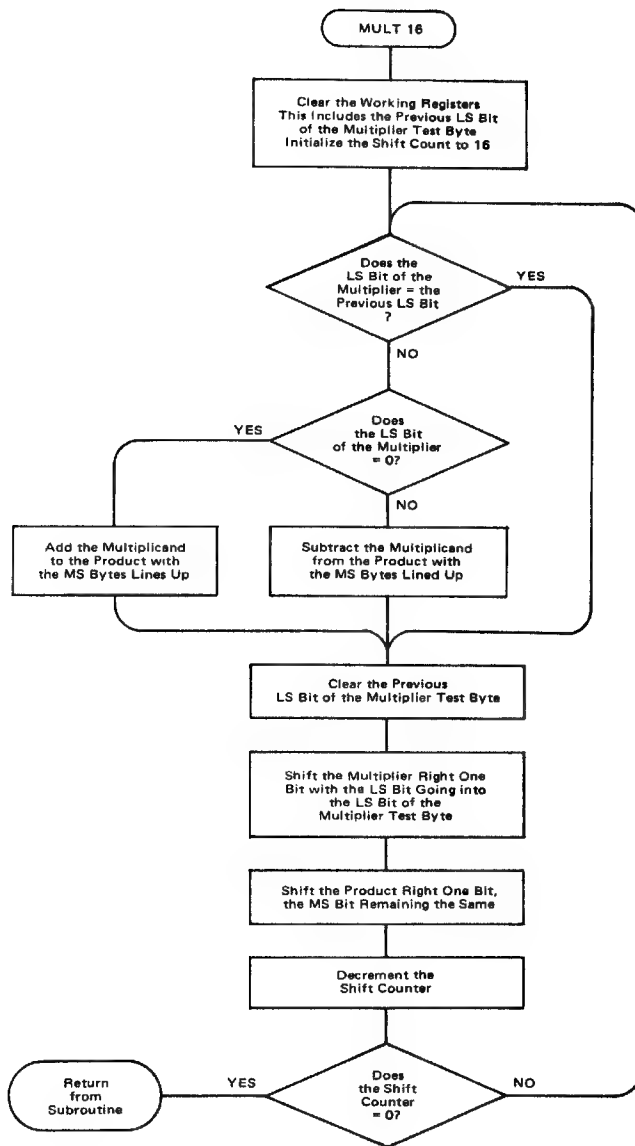 MULT 16
Clear the Working Registers
This Includes the Previous LS Bit
of the Multiplier Test Byte
Initialize the Shift Count to 16
Does the
LS Bit of the
Multiplier = the
Previous LS Bit
?
YES
NO
YES
Does
the LS Bit
of the Multiplier
= 0?
NO
Add the Multiplicand
to the Product with
the MS Bytes Lines Up
Subtract the Multiplicand
from the Product with
the MS Bytes Lined Up
Clear the Previous
LS Bit of the Multiplier Test Byte
Shift the Multiplier Right One
Bit with the LS Bit Going into
the LS Bit of the
Multiplier Test Byte
Shift the Product Right One Bit,
the MS Bit Remaining the Same
Decrement the
Shift Counter
Return
from
Subroutine
YES
Does
the Shift
Counter
= 0?
NO